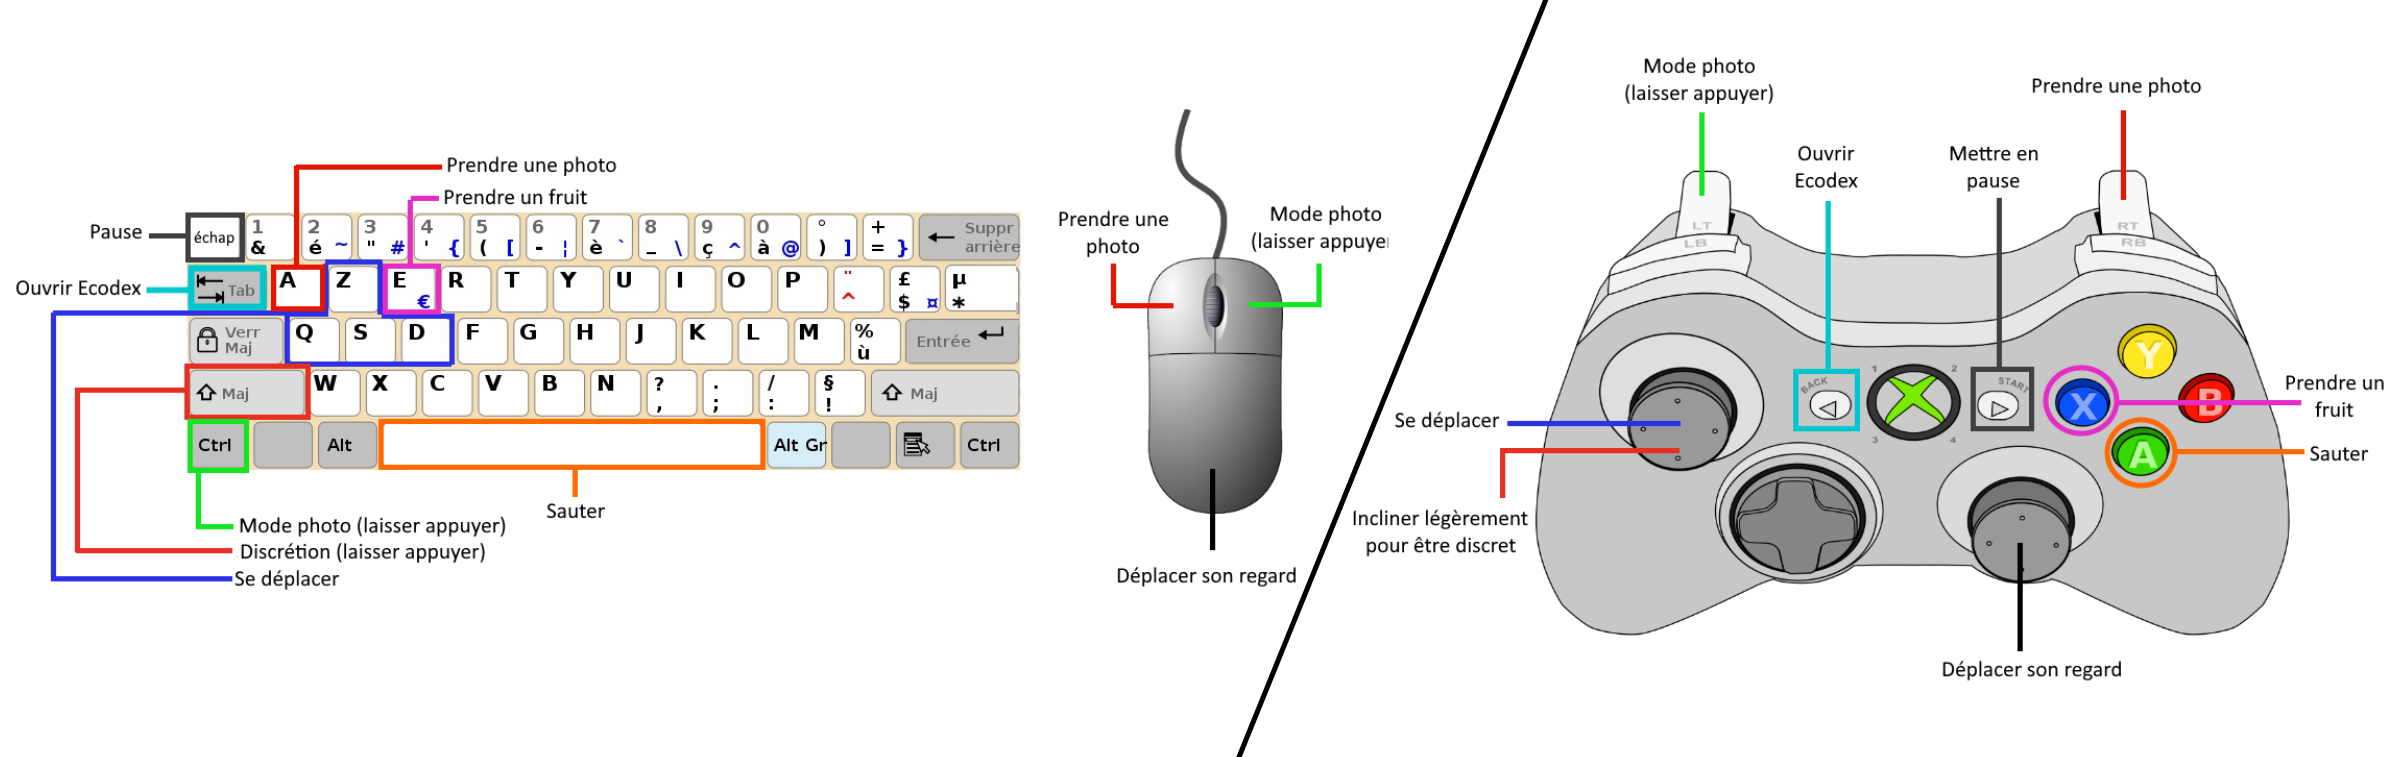 Prendre une photo
Prendre un fruit
Pause
Ouvrir Ecodex
échap
1 &
2 é ~
3 " #
4 ' {
5 ( [
6 - ¦
7 è `
8 _ \
9 ç ^
0 à @
° ) ]
+ = }
Suppr arrière
Tab A Z E € R T Y U I O P ¨ ^ £ $ ¤ µ *
Verr Maj Q S D F G H J K L M % ù Entrée
Maj W X C V B N ? , . ; / : § ! Maj
Ctrl Alt Alt Gr Ctrl
Sauter
Mode photo (laisser appuyer)
Discrétion (laisser appuyer)
Se déplacer
Prendre une
photo
Mode photo
(laisser appuye
Déplacer son regard
Mode photo
(laisser appuyer)
Prendre une photo
Ouvrir
Ecodex
Mettre en
pause
LT
LB
RT
RB
BACK
START
1
2
3
4
Y
X
B
A
Se déplacer
Incliner légèrement
pour être discret
Prendre un
fruit
Sauter
Déplacer son regard